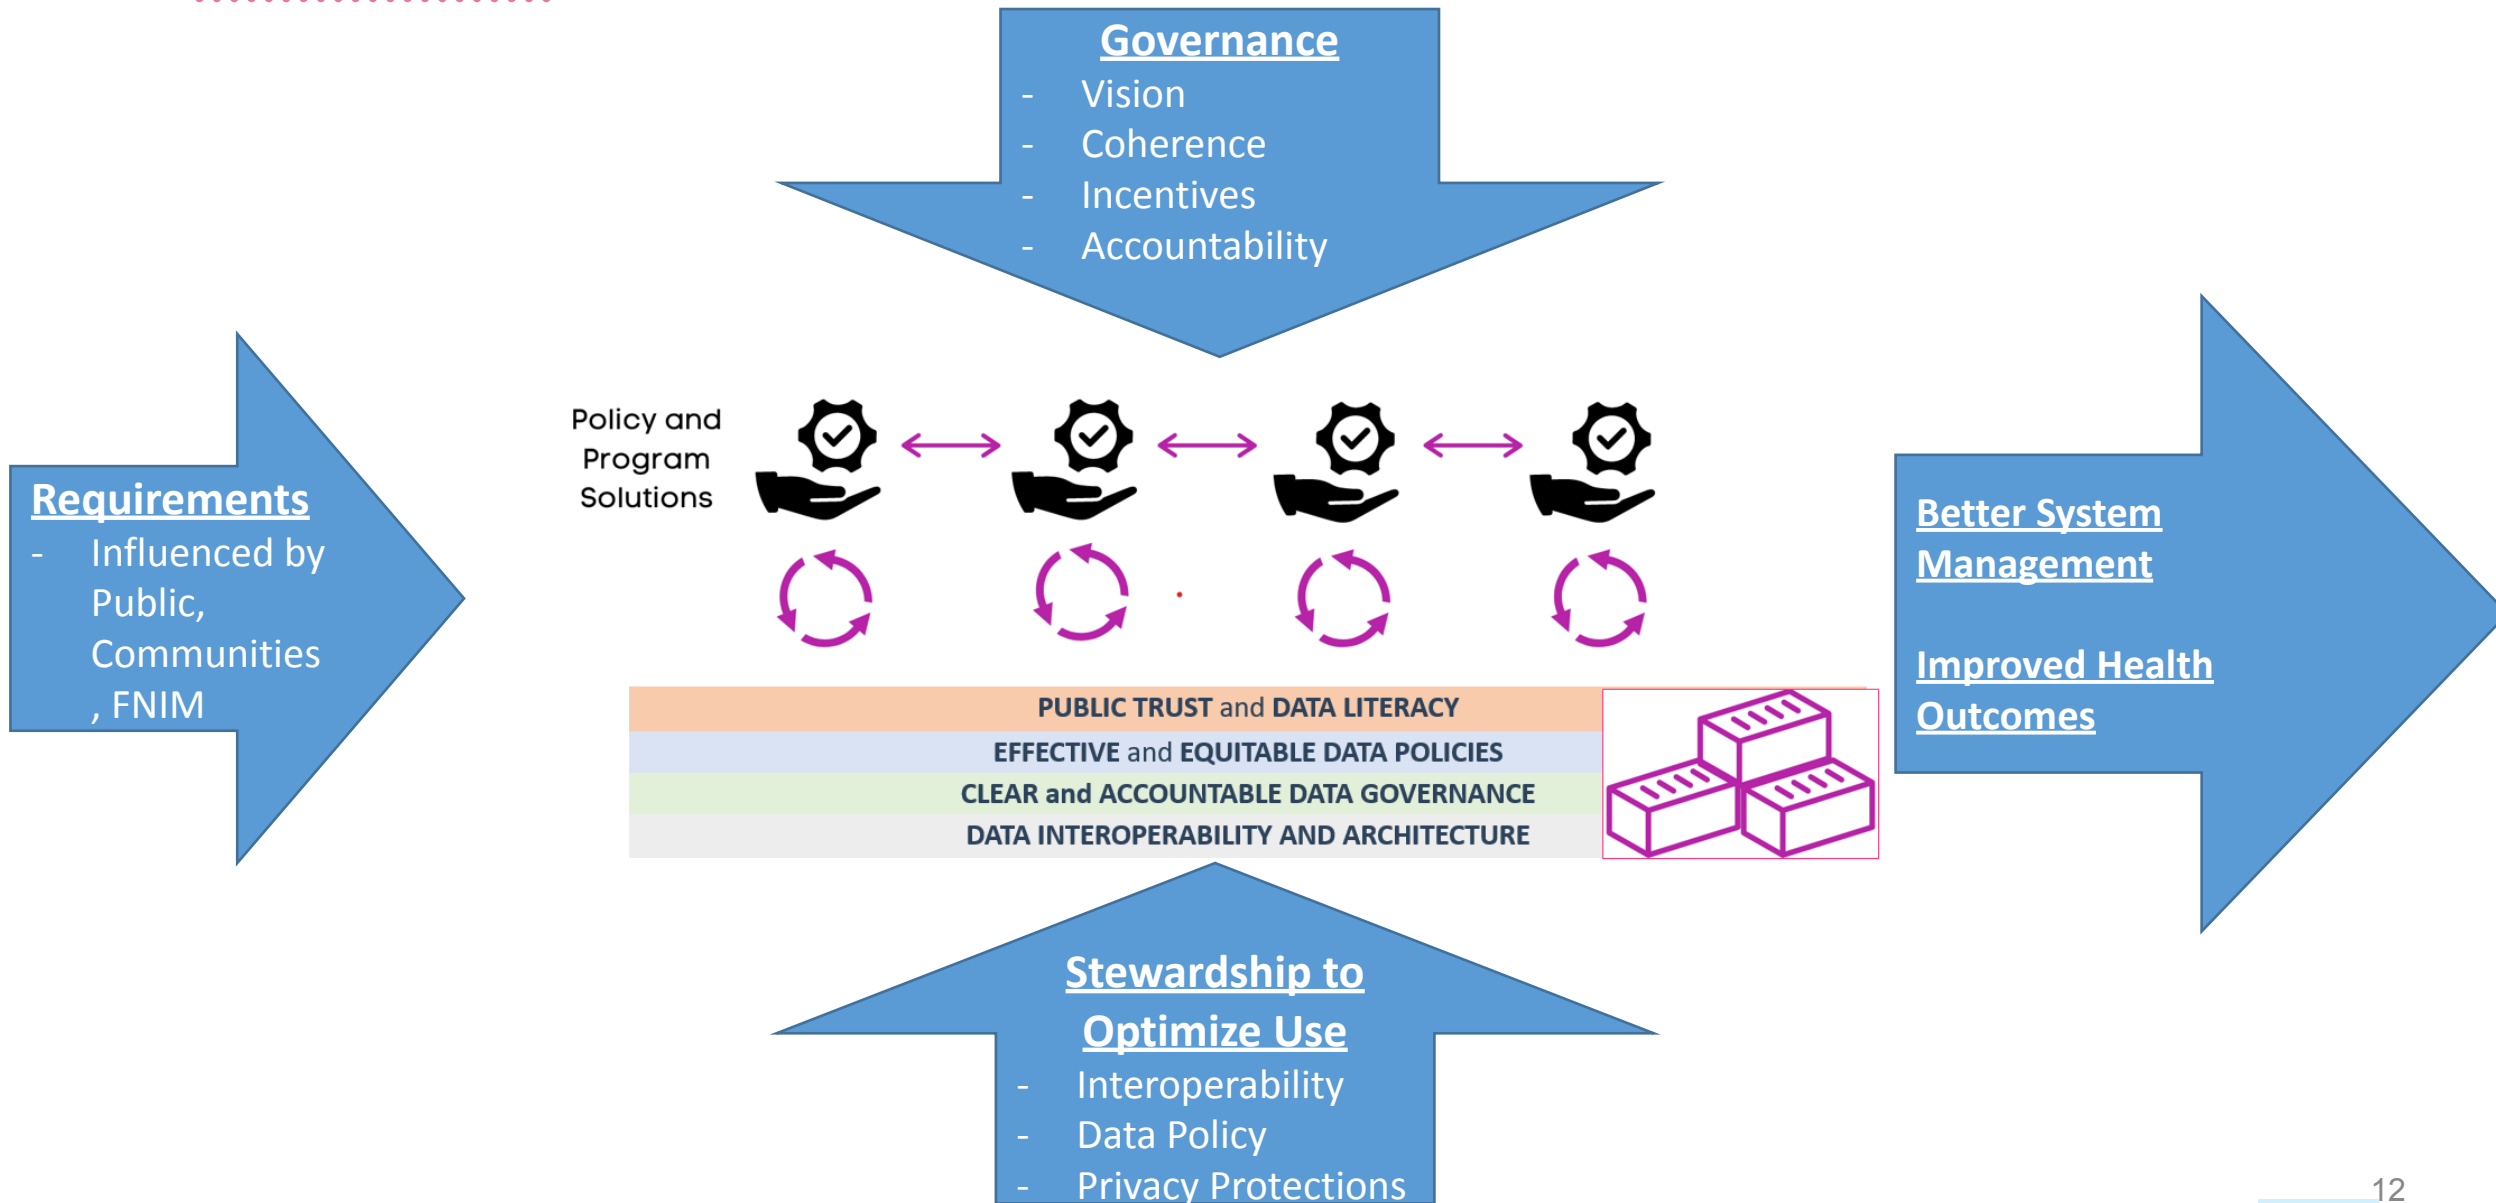 Governance
- Vision
- Coherence
- Incentives
- Accountability
Policy and
Program
Solutions
Requirements
- Influenced by
Public,
Communities
, FNIM
Better System
Management
Improved Health
Outcomes
PUBLIC TRUST and DATA LITERACY
EFFECTIVE and EQUITABLE DATA POLICIES
CLEAR and ACCOUNTABLE DATA GOVERNANCE
DATA INTEROPERABILITY AND ARCHITECTURE
Stewardship to
Optimize Use
- Interoperability
- Data Policy
- Privacy Protections
12